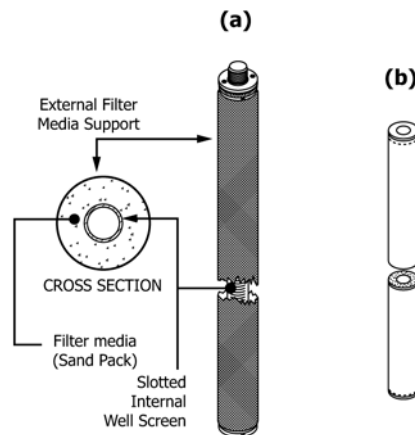 (a)
(b)
External Filter
Media Support
CROSS SECTION
Filter media
(Sand Pack)
Slotted
Internal
Well Screen